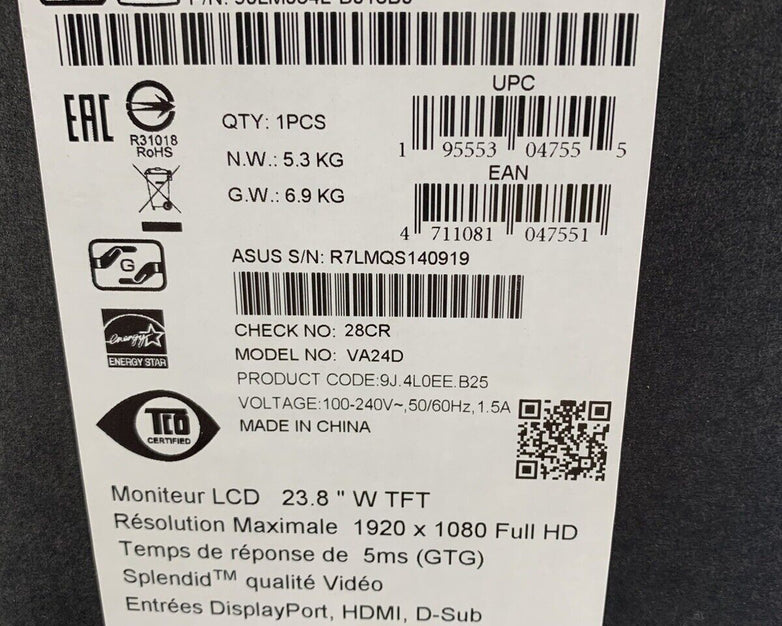 P/N:
UPC
EAC
QTY: 1PCS
R31018
RoHS
1 95553 04755 5
N.W.: 5.3 KG
EAN
G.W.: 6.9 KG
4 711081 047551
G
ASUS S/N: R7LMQS140919
energy
ENERGY STAR
CHECK NO: 28CR
MODEL NO: VA24D
PRODUCT CODE:9J.4L0EE.B25
VOLTAGE:100-240V~,50/60Hz,1.5A
TCO
CERTIFIED
MADE IN CHINA
Moniteur LCD 23.8 " W TFT
Résolution Maximale 1920 x 1080 Full HD
Temps de réponse de 5ms (GTG)
Splendid™ qualité Vidéo
Entrées DisplayPort, HDMI, D-Sub